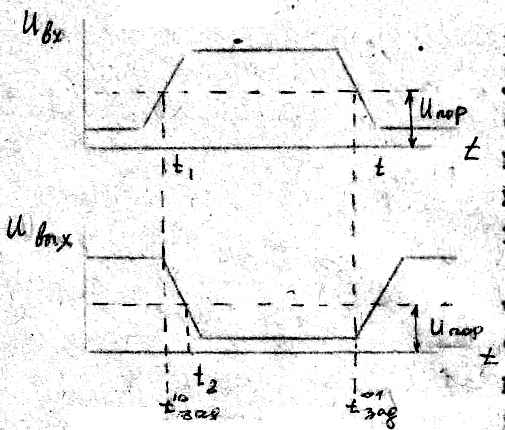 Uвх
Uпор
t₁ t t
Uвых
Uпор
t₂ t
t¹⁰зад t⁰¹зад